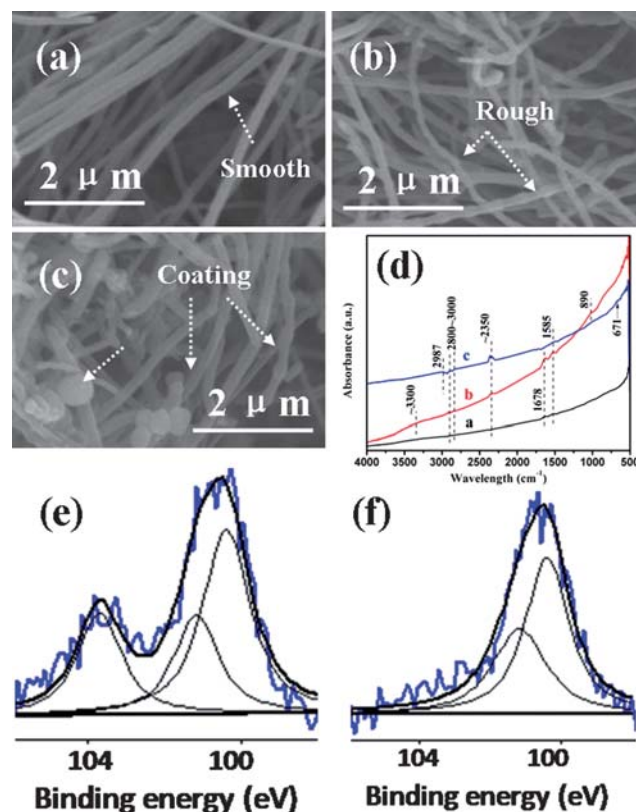 (a)
Smooth
2 μ m
(b)
Rough
2 μ m
(c)
Coating
2 μ m
(d)
Absorbance (a.u.)
~3300
2987
2800~3000
~2350
1678
1585
890
671
c
b
a
4000 3500 3000 2500 2000 1500 1000 500
Wavelength (cm⁻¹)
(e)
104 100
Binding energy (eV)
(f)
104 100
Binding energy (eV)